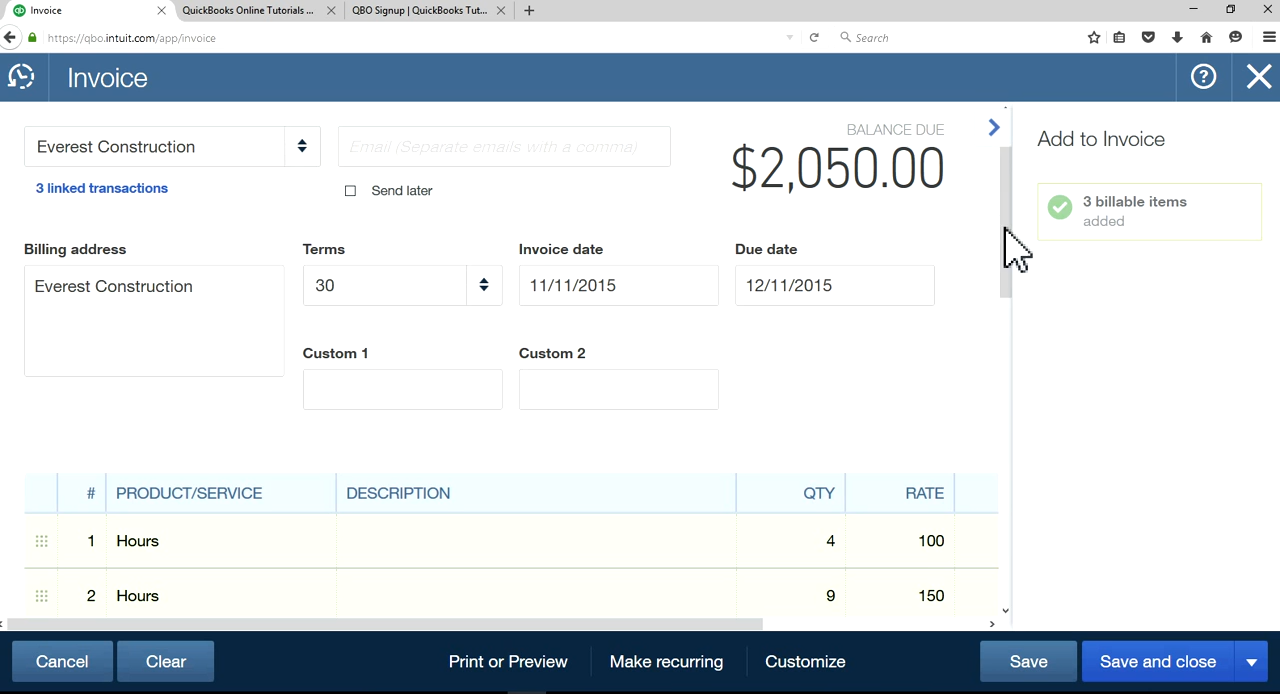 Invoice
QuickBooks Online Tutorials ...
QBO Signup | QuickBooks Tut...
https://qbo.intuit.com/app/invoice
Search
Invoice
Everest Construction
Email (Separate emails with a comma)
BALANCE DUE
$2,050.00
Add to Invoice
3 linked transactions
Send later
3 billable items
added
Billing address
Terms
Invoice date
Due date
Everest Construction
30
11/11/2015
12/11/2015
Custom 1
Custom 2
# PRODUCT/SERVICE DESCRIPTION QTY RATE
1 Hours 4 100
2 Hours 9 150
Cancel
Clear
Print or Preview
Make recurring
Customize
Save
Save and close